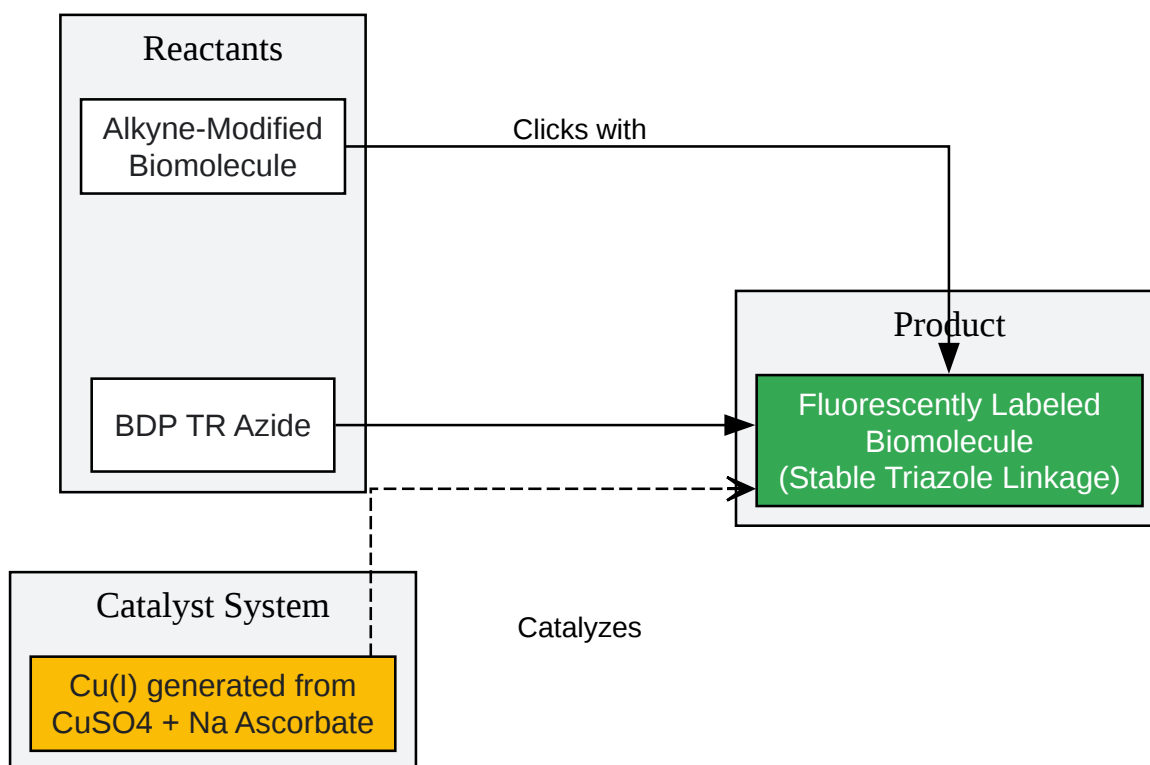 Reactants
Alkyne-Modified
Biomolecule
Clicks with
BDP TR Azide
Product
Fluorescently Labeled
Biomolecule
(Stable Triazole Linkage)
Catalyst System
Cu(I) generated from
CuSO4 + Na Ascorbate
Catalyzes